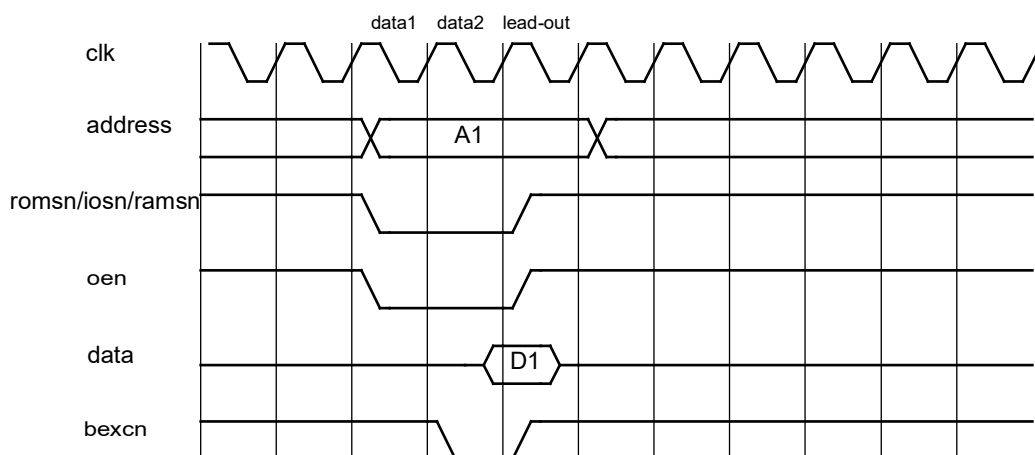 data1 data2 lead-out
clk
address
A1
romsn/iosn/ramsn
oen
data
D1
bexcn